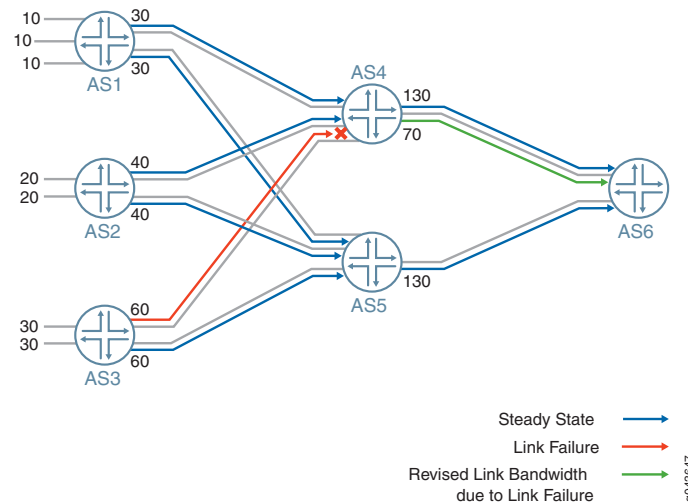 10
10
10
30
30
AS1
AS4
130
70
20
20
40
40
AS2
AS6
AS5
130
30
30
60
60
AS3
Steady State
Link Failure
Revised Link Bandwidth
due to Link Failure